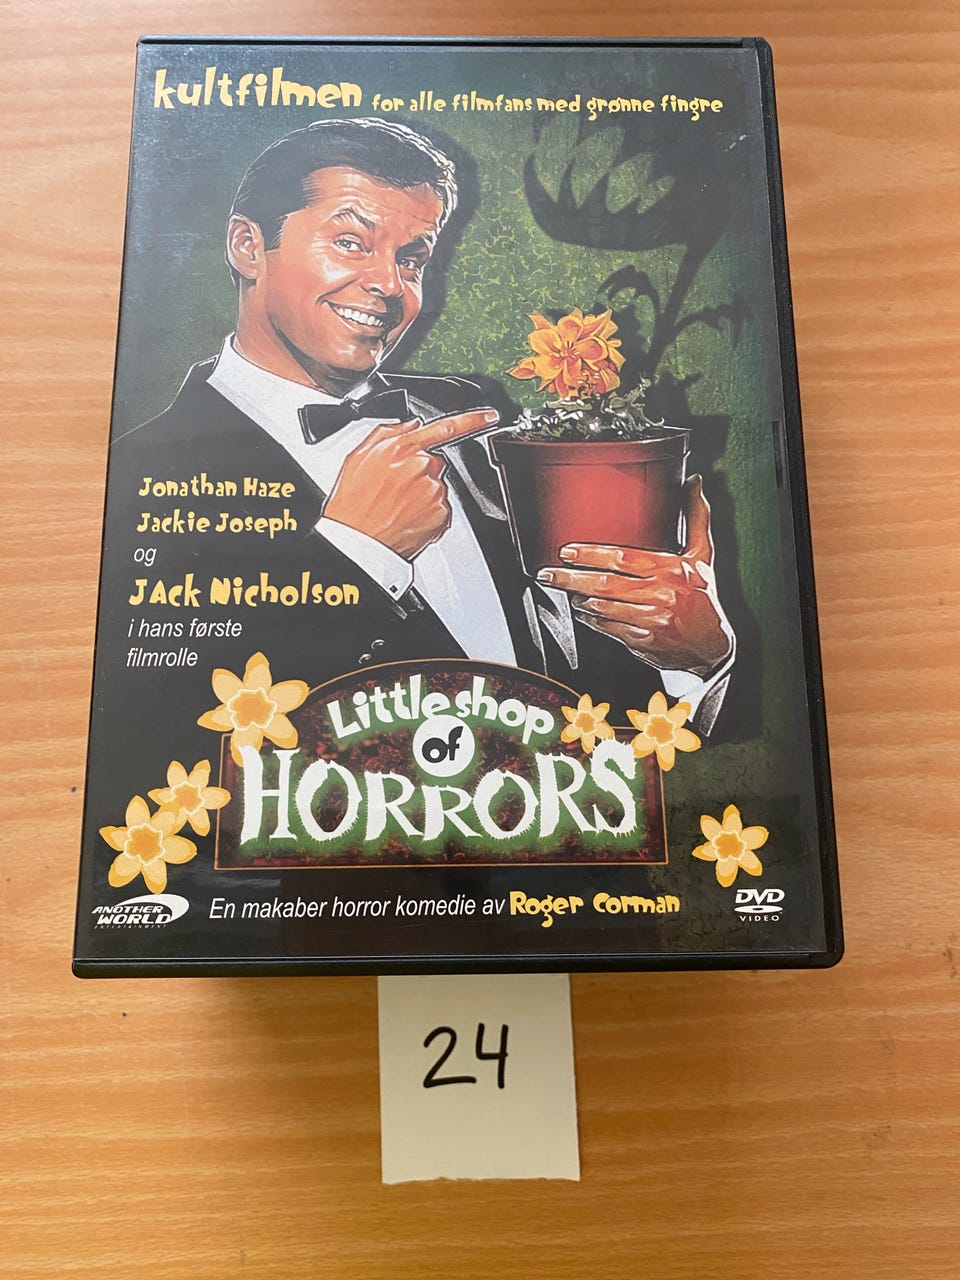 kultfilmen for alle filmfans med grønne fingre
Jonathan Haze
Jackie Joseph
og
JAck Nicholson
i hans første
filmrolle
Little shop
of
HORRORS
ANOTHER
WORLD
ENTERTAINMENT
En makaber horror komedie av Roger Corman
DVD
VIDEO
24